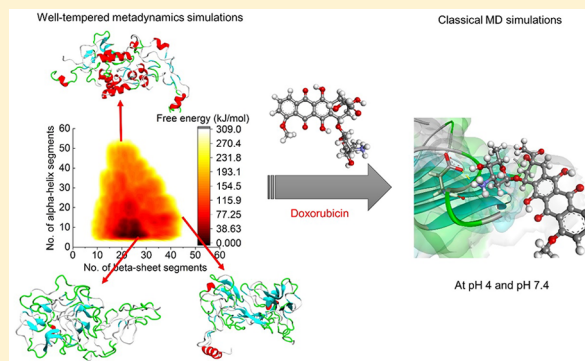 Well-tempered metadynamics simulations
Classical MD simulations
Free energy (kJ/mol)
309.0
270.4
231.8
193.1
154.5
115.9
77.25
38.63
0.000
No. of alpha-helix segments
60
50
40
30
20
10
0
0 20 40 60
No. of beta-sheet segments
Doxorubicin
At pH 4 and pH 7.4